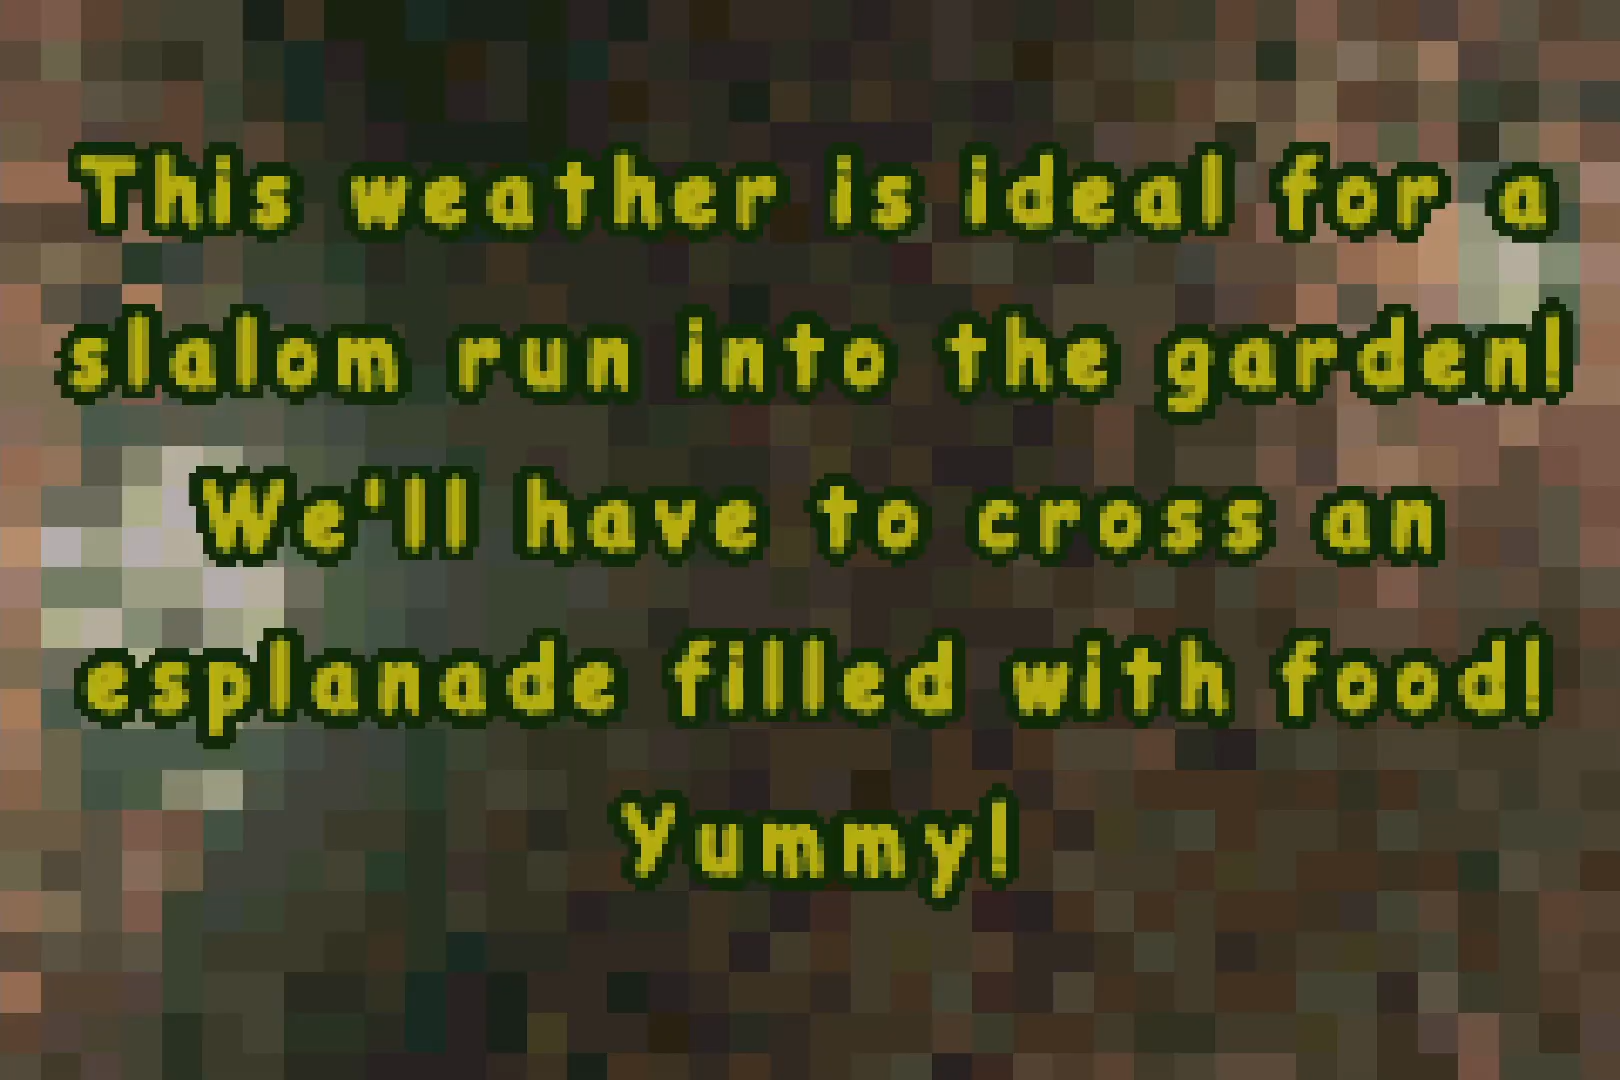 This weather is ideal for a
slalom run into the garden!
We'll have to cross an
esplanade filled with food!
Yummy!